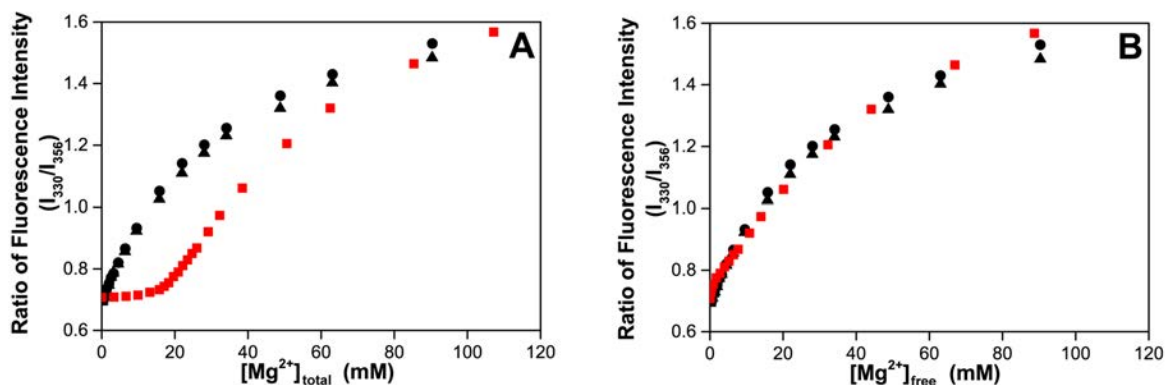 A
Ratio of Fluorescence Intensity
(I330/I356)
1.6
1.4
1.2
1.0
0.8
0.6
0 20 40 60 80 100 120
[Mg2+]total (mM)
B
Ratio of Fluorescence Intensity
(I330/I356)
1.6
1.4
1.2
1.0
0.8
0.6
0 20 40 60 80 100 120
[Mg2+]free (mM)